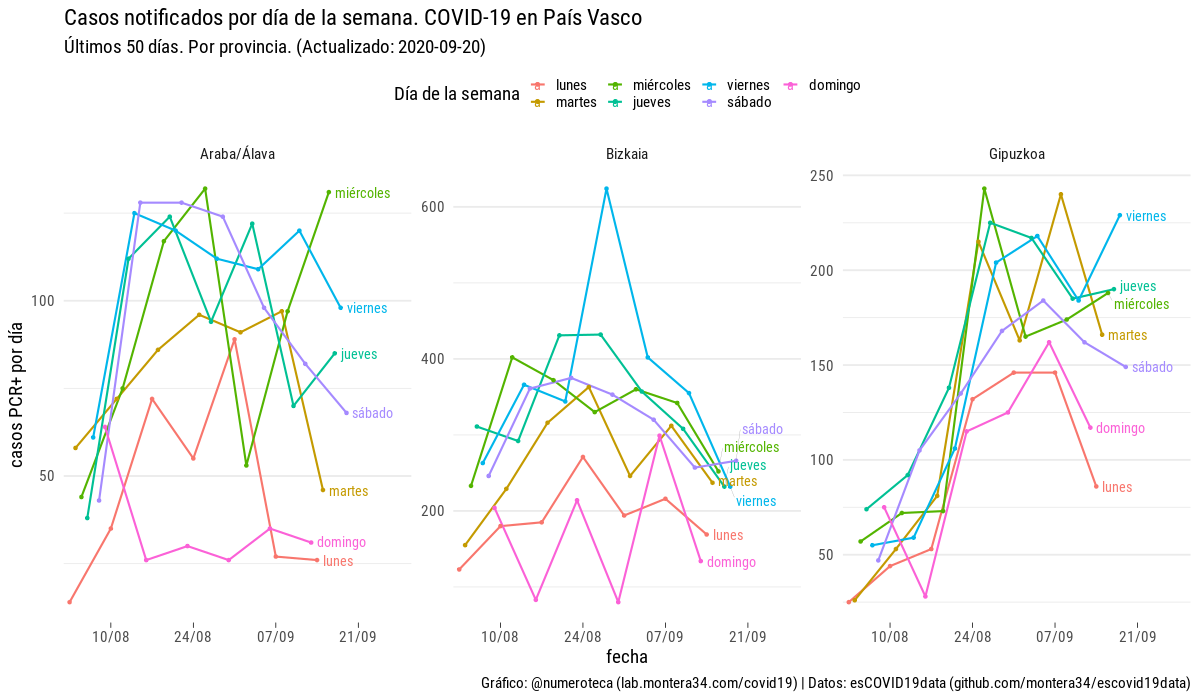 Casos notificados por día de la semana. COVID-19 en País Vasco
Últimos 50 días. Por provincia. (Actualizado: 2020-09-20)
Día de la semana
lunes
martes
miércoles
jueves
viernes
sábado
domingo
casos PCR+ por día
Araba/Álava
100
50
miércoles
viernes
jueves
sábado
martes
domingo
lunes
10/08
24/08
07/09
21/09
Bizkaia
600
400
200
sábado
miércoles
jueves
martes
viernes
lunes
domingo
10/08
24/08
07/09
21/09
Gipuzkoa
250
200
150
100
50
viernes
jueves
miércoles
martes
sábado
domingo
lunes
10/08
24/08
07/09
21/09
fecha
Gráfico: @numeroteca (lab.montera34.com/covid19) | Datos: esCOVID19data (github.com/montera34/escovid19data)